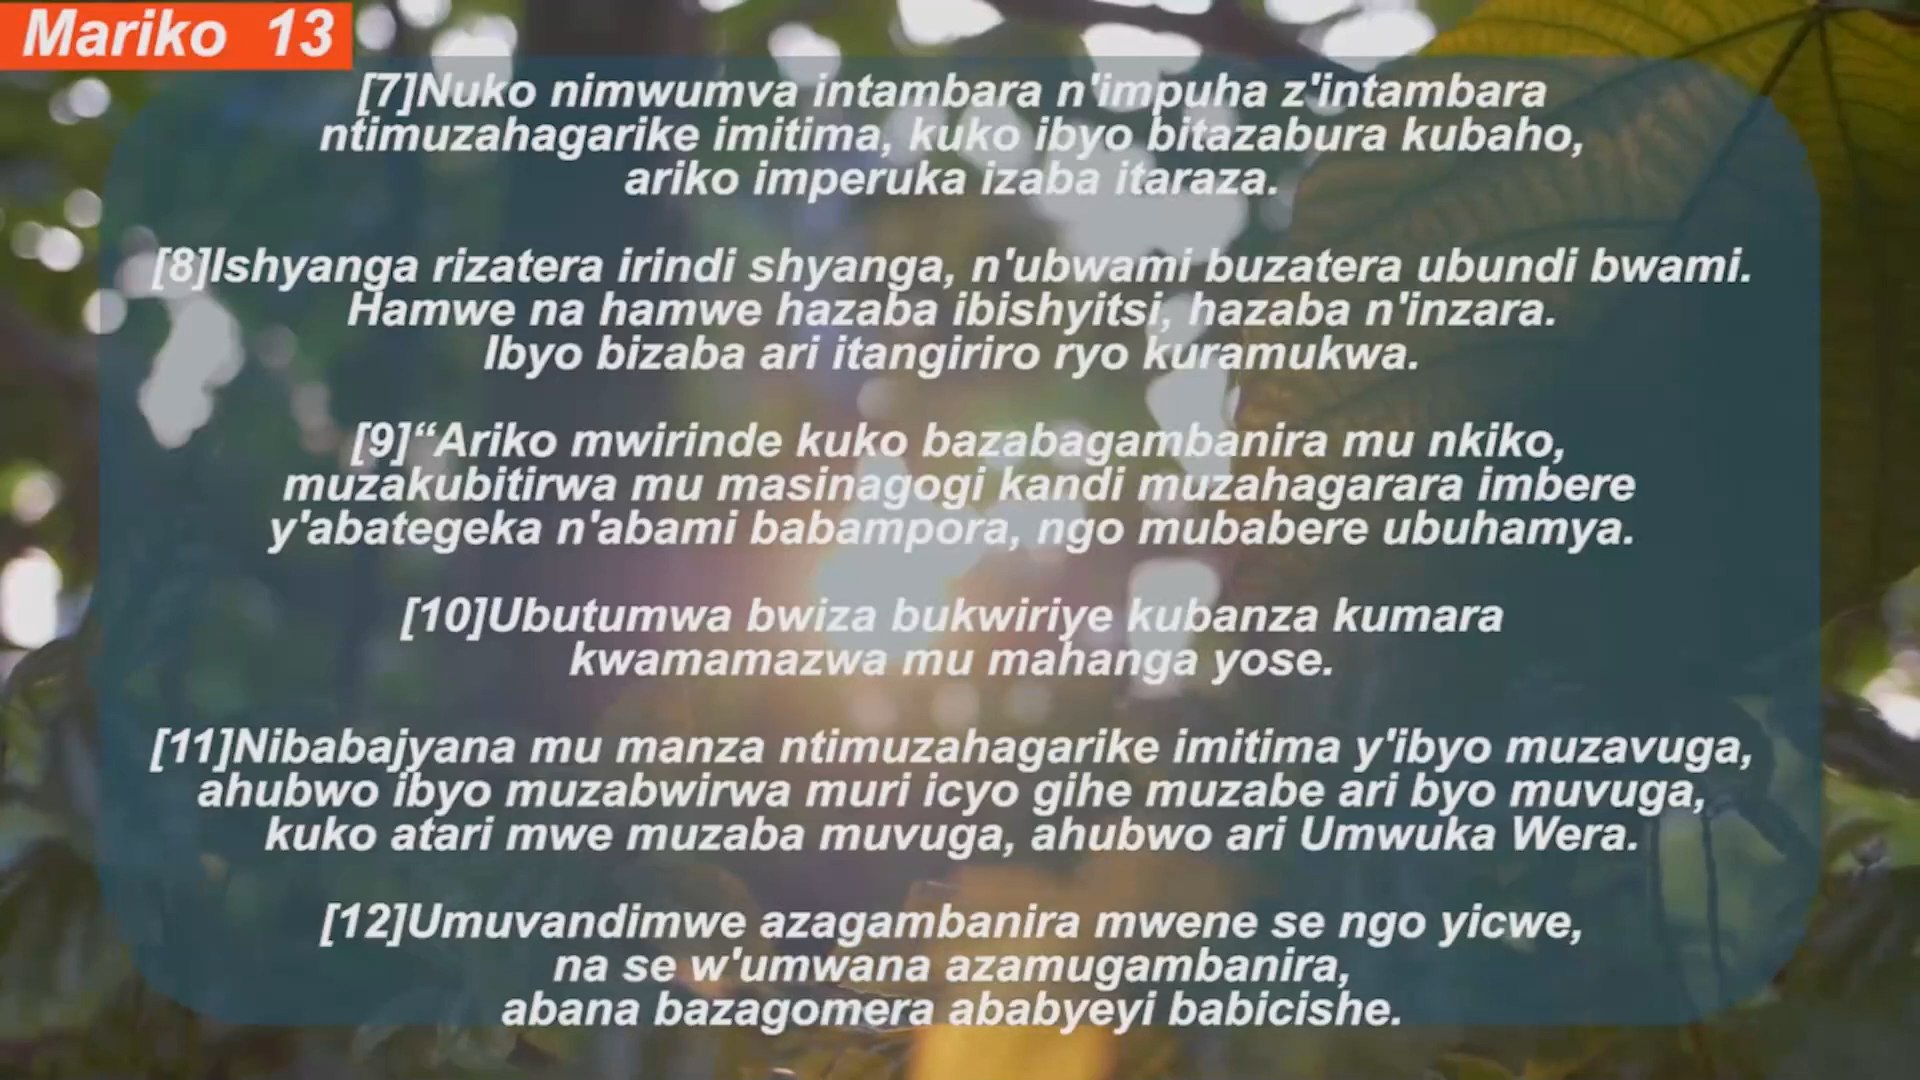 Mariko 13
[7]Nuko nimwumva intambara n'impuha z'intambara
ntimuzahagarike imitima, kuko ibyo bitazabura kubaho,
ariko imperuka izaba itaraza.
[8]Ishyanga rizatera irindi shyanga, n'ubwami buzatera ubundi bwami.
Hamwe na hamwe hazaba ibishyitsi, hazaba n'inzara.
Ibyo bizaba ari itangiriro ryo kuramukwa.
[9]“Ariko mwirinde kuko bazabagambanira mu nkiko,
muzakubitirwa mu masinagogi kandi muzahagarara imbere
y'abategeka n'abami babampora, ngo mubabere ubuhamya.
[10]Ubutumwa bwiza bukwiriye kubanza kumara
kwamamazwa mu mahanga yose.
[11]Nibabajyana mu manza ntimuzahagarike imitima y'ibyo muzavuga,
ahubwo ibyo muzabwirwa muri icyo gihe muzabe ari byo muvuga,
kuko atari mwe muzaba muvuga, ahubwo ari Umwuka Wera.
[12]Umuvandimwe azagambanira mwene se ngo yicwe,
na se w'umwana azamugambanira,
abana bazagomera ababyeyi babicishe.